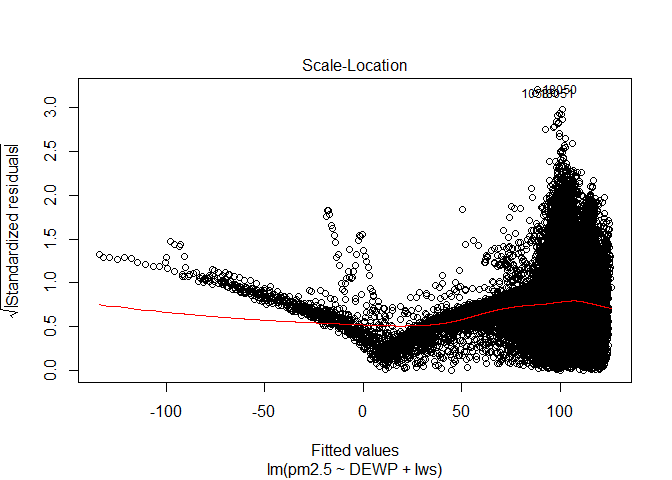 Scale-Location
√|Standardized residuals|
0.0 0.5 1.0 1.5 2.0 2.5 3.0
18050
-100 -50 0 50 100
Fitted values
lm(pm2.5 ~ DEWP + Iws)